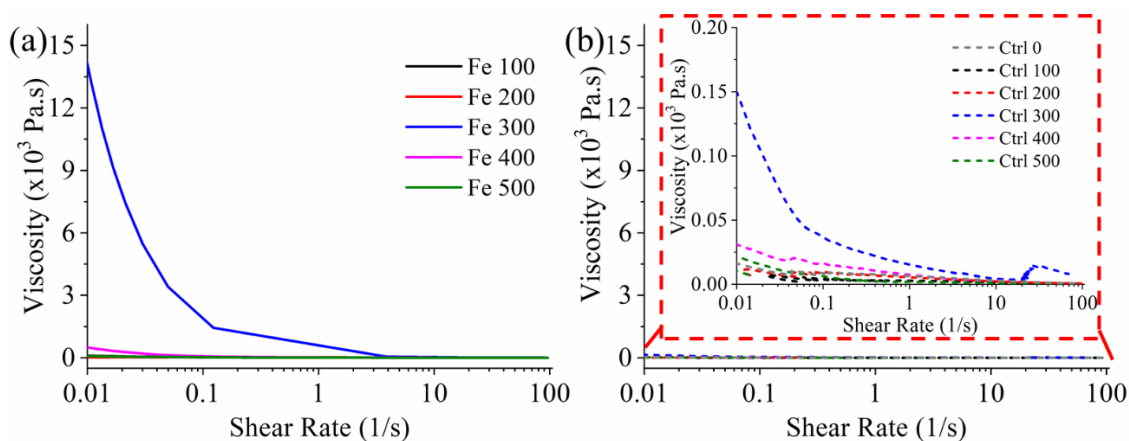 (a)
Viscosity (x10³ Pa.s)
15
12
9
6
3
0
Fe 100
Fe 200
Fe 300
Fe 400
Fe 500
0.01 0.1 1 10 100
Shear Rate (1/s)
(b)
Viscosity (x10³ Pa.s)
15
12
9
6
3
0
0.01 0.1 1 10 100
Shear Rate (1/s)
Viscosity (x10³ Pa.s)
0.20
0.15
0.10
0.05
0.00
Ctrl 0
Ctrl 100
Ctrl 200
Ctrl 300
Ctrl 400
Ctrl 500
0.01 0.1 1 10 100
Shear Rate (1/s)